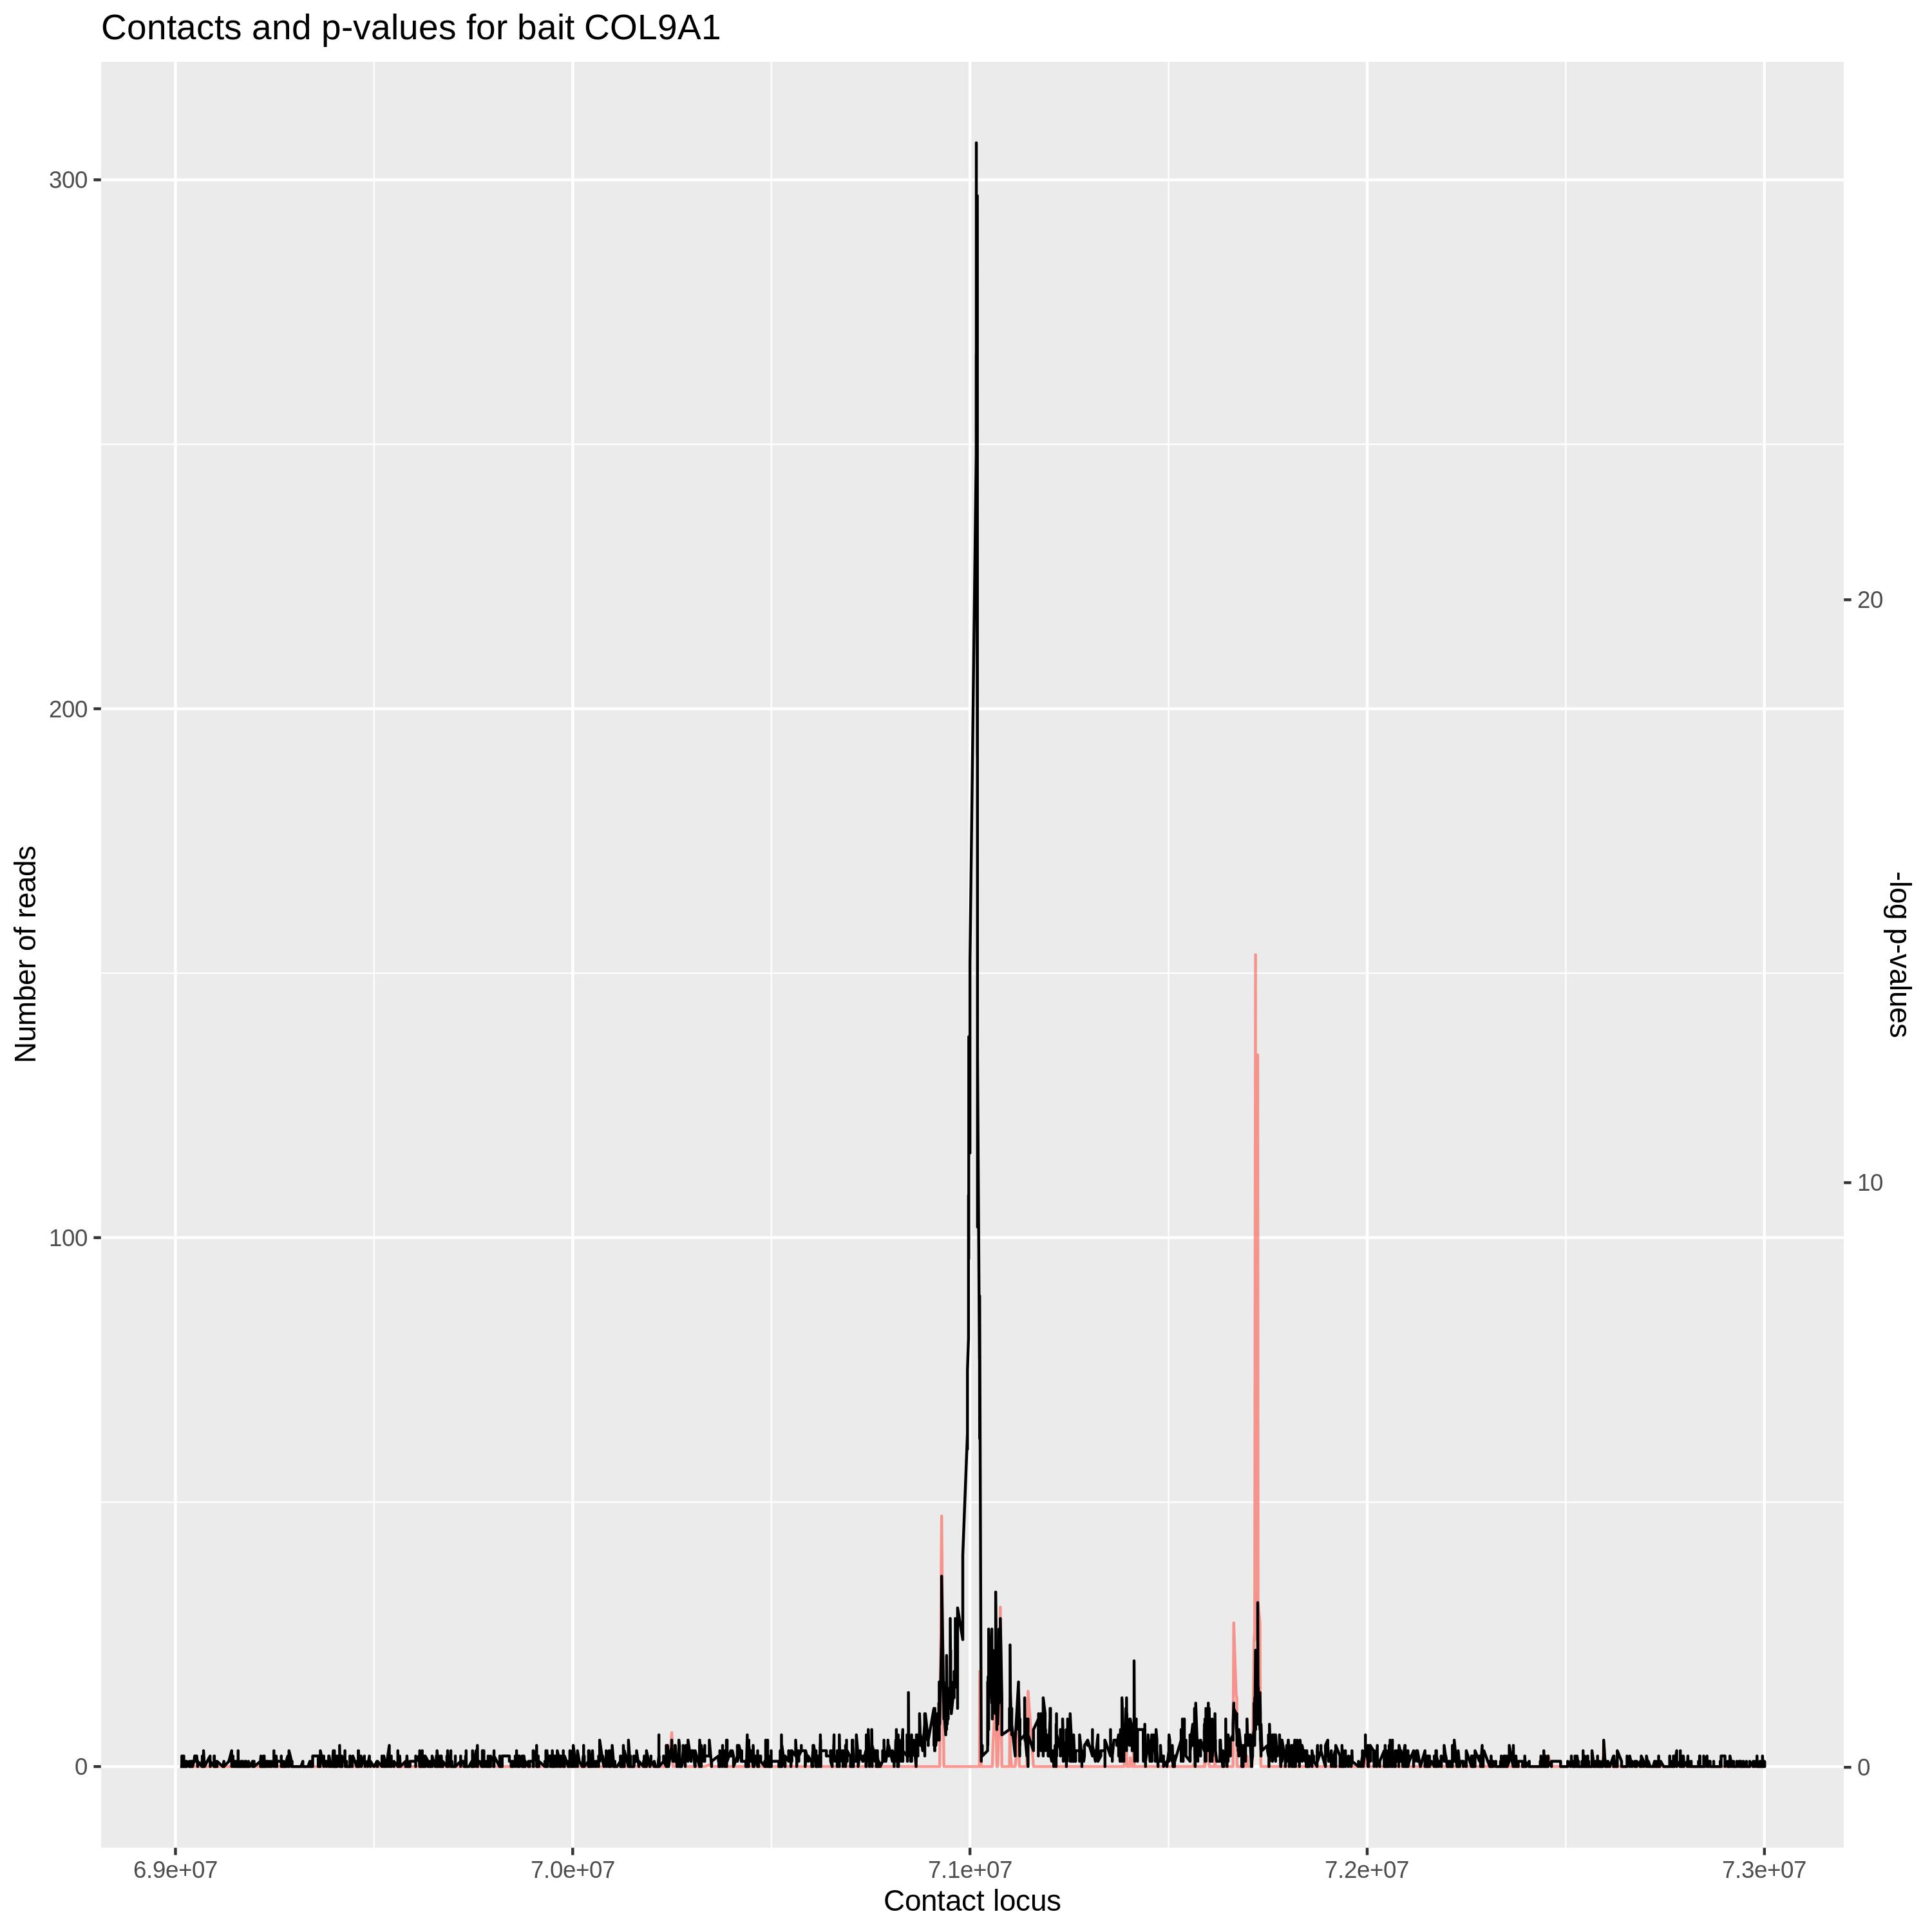 Contacts and p-values for bait COL9A1
300
200
100
0
Number of reads
20
10
0
-log p-values
6.9e+07 7.0e+07 7.1e+07 7.2e+07 7.3e+07
Contact locus